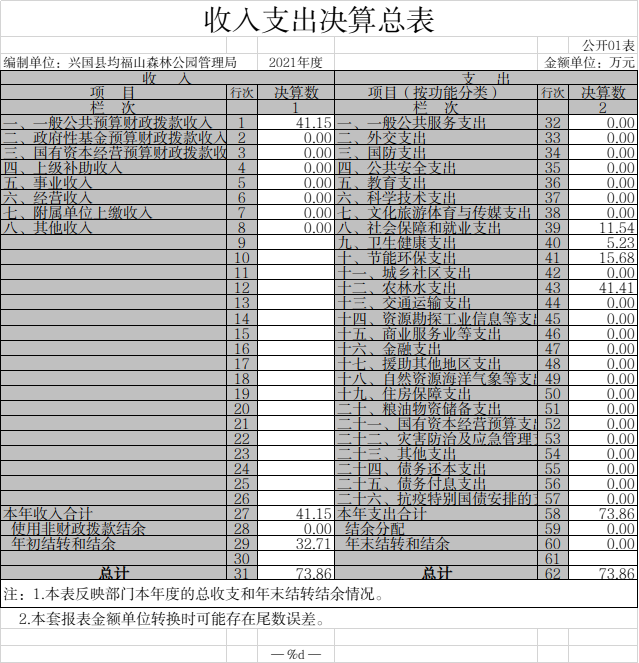 收入支出决算总表
公开01表
编制单位：兴国县均福山森林公园管理局 2021年度 金额单位：万元
收 入 支 出
项 目 行次 决算数 项目（按功能分类） 行次 决算数
栏 次 1 栏 次 2
一、一般公共预算财政拨款收入 1 41.15 一、一般公共服务支出 32 0.00
二、政府性基金预算财政拨款收入 2 0.00 二、外交支出 33 0.00
三、国有资本经营预算财政拨款收 3 0.00 三、国防支出 34 0.00
四、上级补助收入 4 0.00 四、公共安全支出 35 0.00
五、事业收入 5 0.00 五、教育支出 36 0.00
六、经营收入 6 0.00 六、科学技术支出 37 0.00
七、附属单位上缴收入 7 0.00 七、文化旅游体育与传媒支出 38 0.00
八、其他收入 8 0.00 八、社会保障和就业支出 39 11.54
9 九、卫生健康支出 40 5.23
10 十、节能环保支出 41 15.68
11 十一、城乡社区支出 42 0.00
12 十二、农林水支出 43 41.41
13 十三、交通运输支出 44 0.00
14 十四、资源勘探工业信息等支出 45 0.00
15 十五、商业服务业等支出 46 0.00
16 十六、金融支出 47 0.00
17 十七、援助其他地区支出 48 0.00
18 十八、自然资源海洋气象等支出 49 0.00
19 十九、住房保障支出 50 0.00
20 二十、粮油物资储备支出 51 0.00
21 二十一、国有资本经营预算支出 52 0.00
22 二十二、灾害防治及应急管理支 53 0.00
23 二十三、其他支出 54 0.00
24 二十四、债务还本支出 55 0.00
25 二十五、债务付息支出 56 0.00
26 二十六、抗疫特别国债安排的支 57 0.00
本年收入合计 27 41.15 本年支出合计 58 73.86
使用非财政拨款结余 28 0.00 结余分配 59 0.00
年初结转和结余 29 32.71 年末结转和结余 60 0.00
30 61
总计 31 73.86 总计 62 73.86
注：1.本表反映部门本年度的总收支和年末结转结余情况。
2.本套报表金额单位转换时可能存在尾数误差。
—%d—